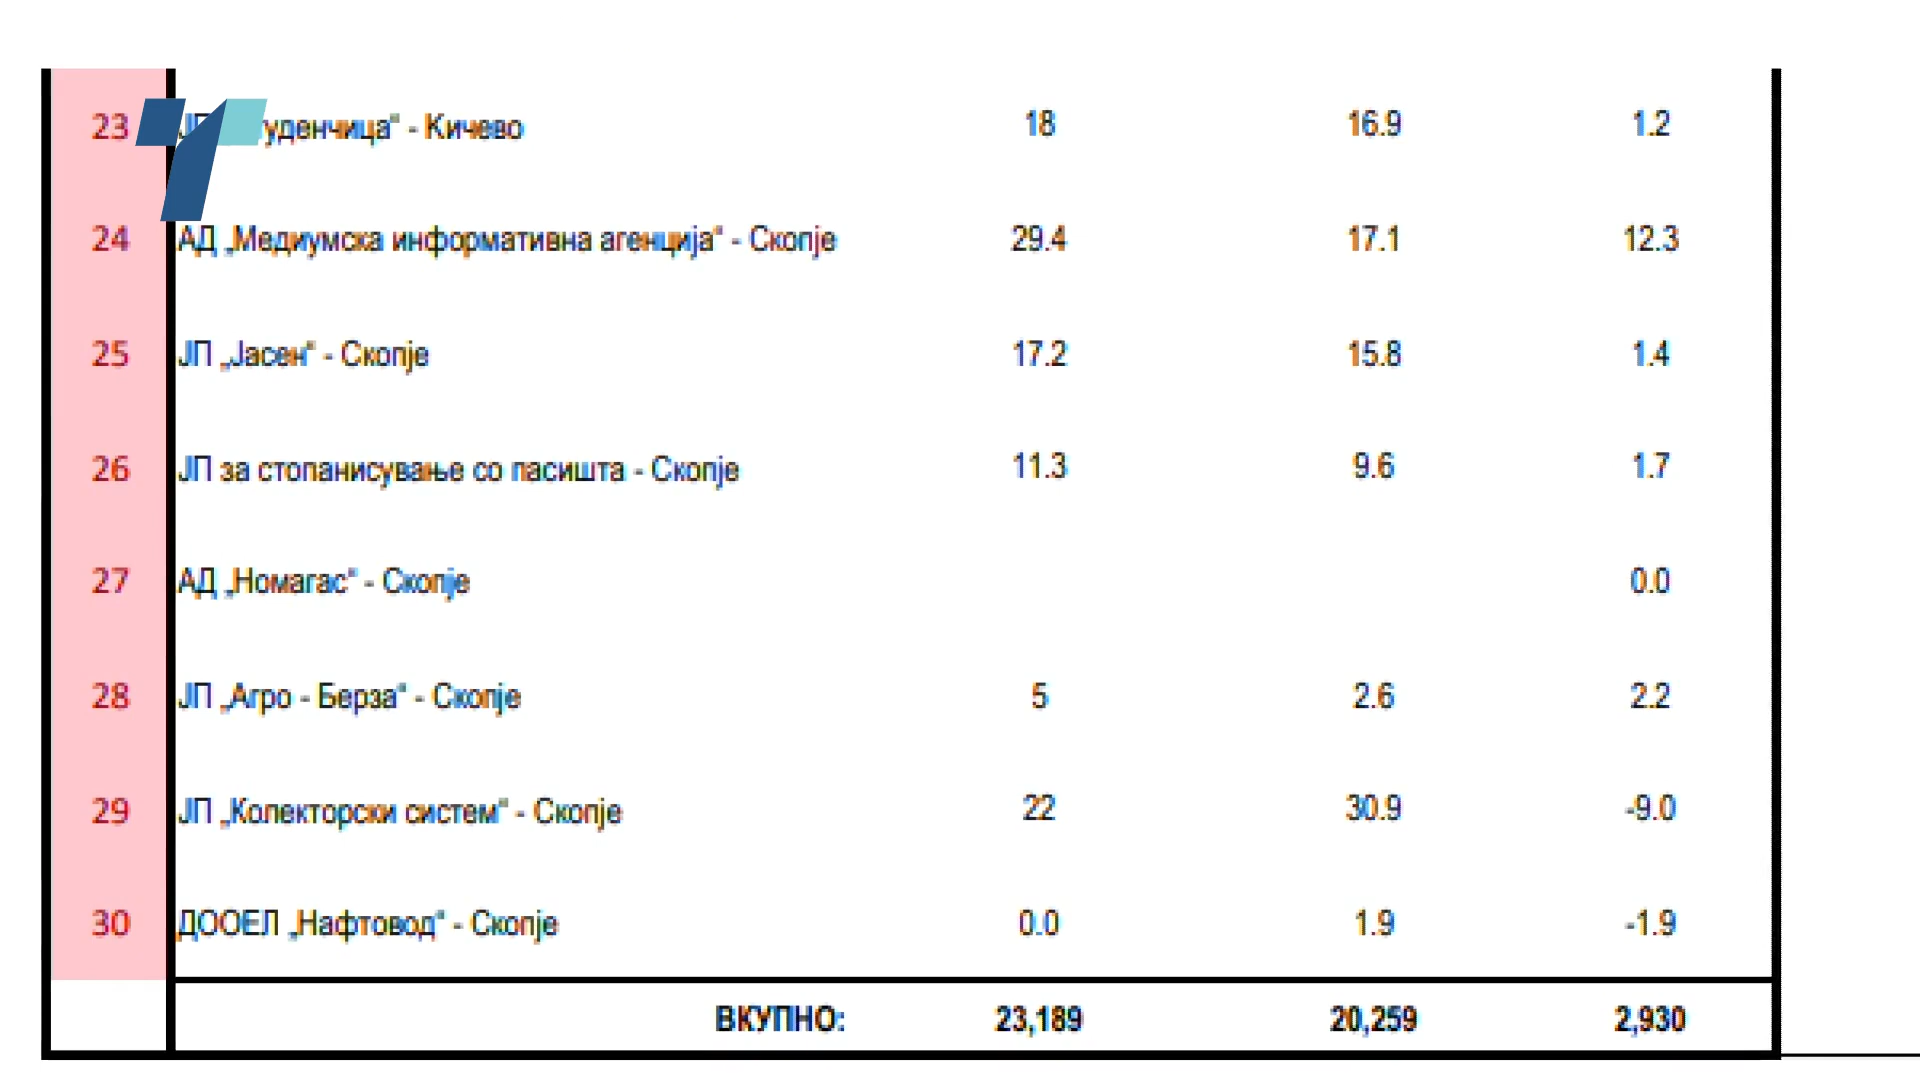 23 уденчица“ - Кичево 18 16.9 1.2
24 АД „Медиумска информативна агенција“ - Скопје 29.4 17.1 12.3
25 ЈП „Јасен“ - Скопје 17.2 15.8 1.4
26 ЈП за стопанисување со пасишта - Скопје 11.3 9.6 1.7
27 АД „Номагас“ - Скопје 0.0
28 ЈП „Агро - Берза“ - Скопје 5 2.6 2.2
29 ЈП „Колекторски систем“ - Скопје 22 30.9 -9.0
30 ДООЕЛ „Нафтовод“ - Скопје 0.0 1.9 -1.9
ВКУПНО: 23,189 20,259 2,930